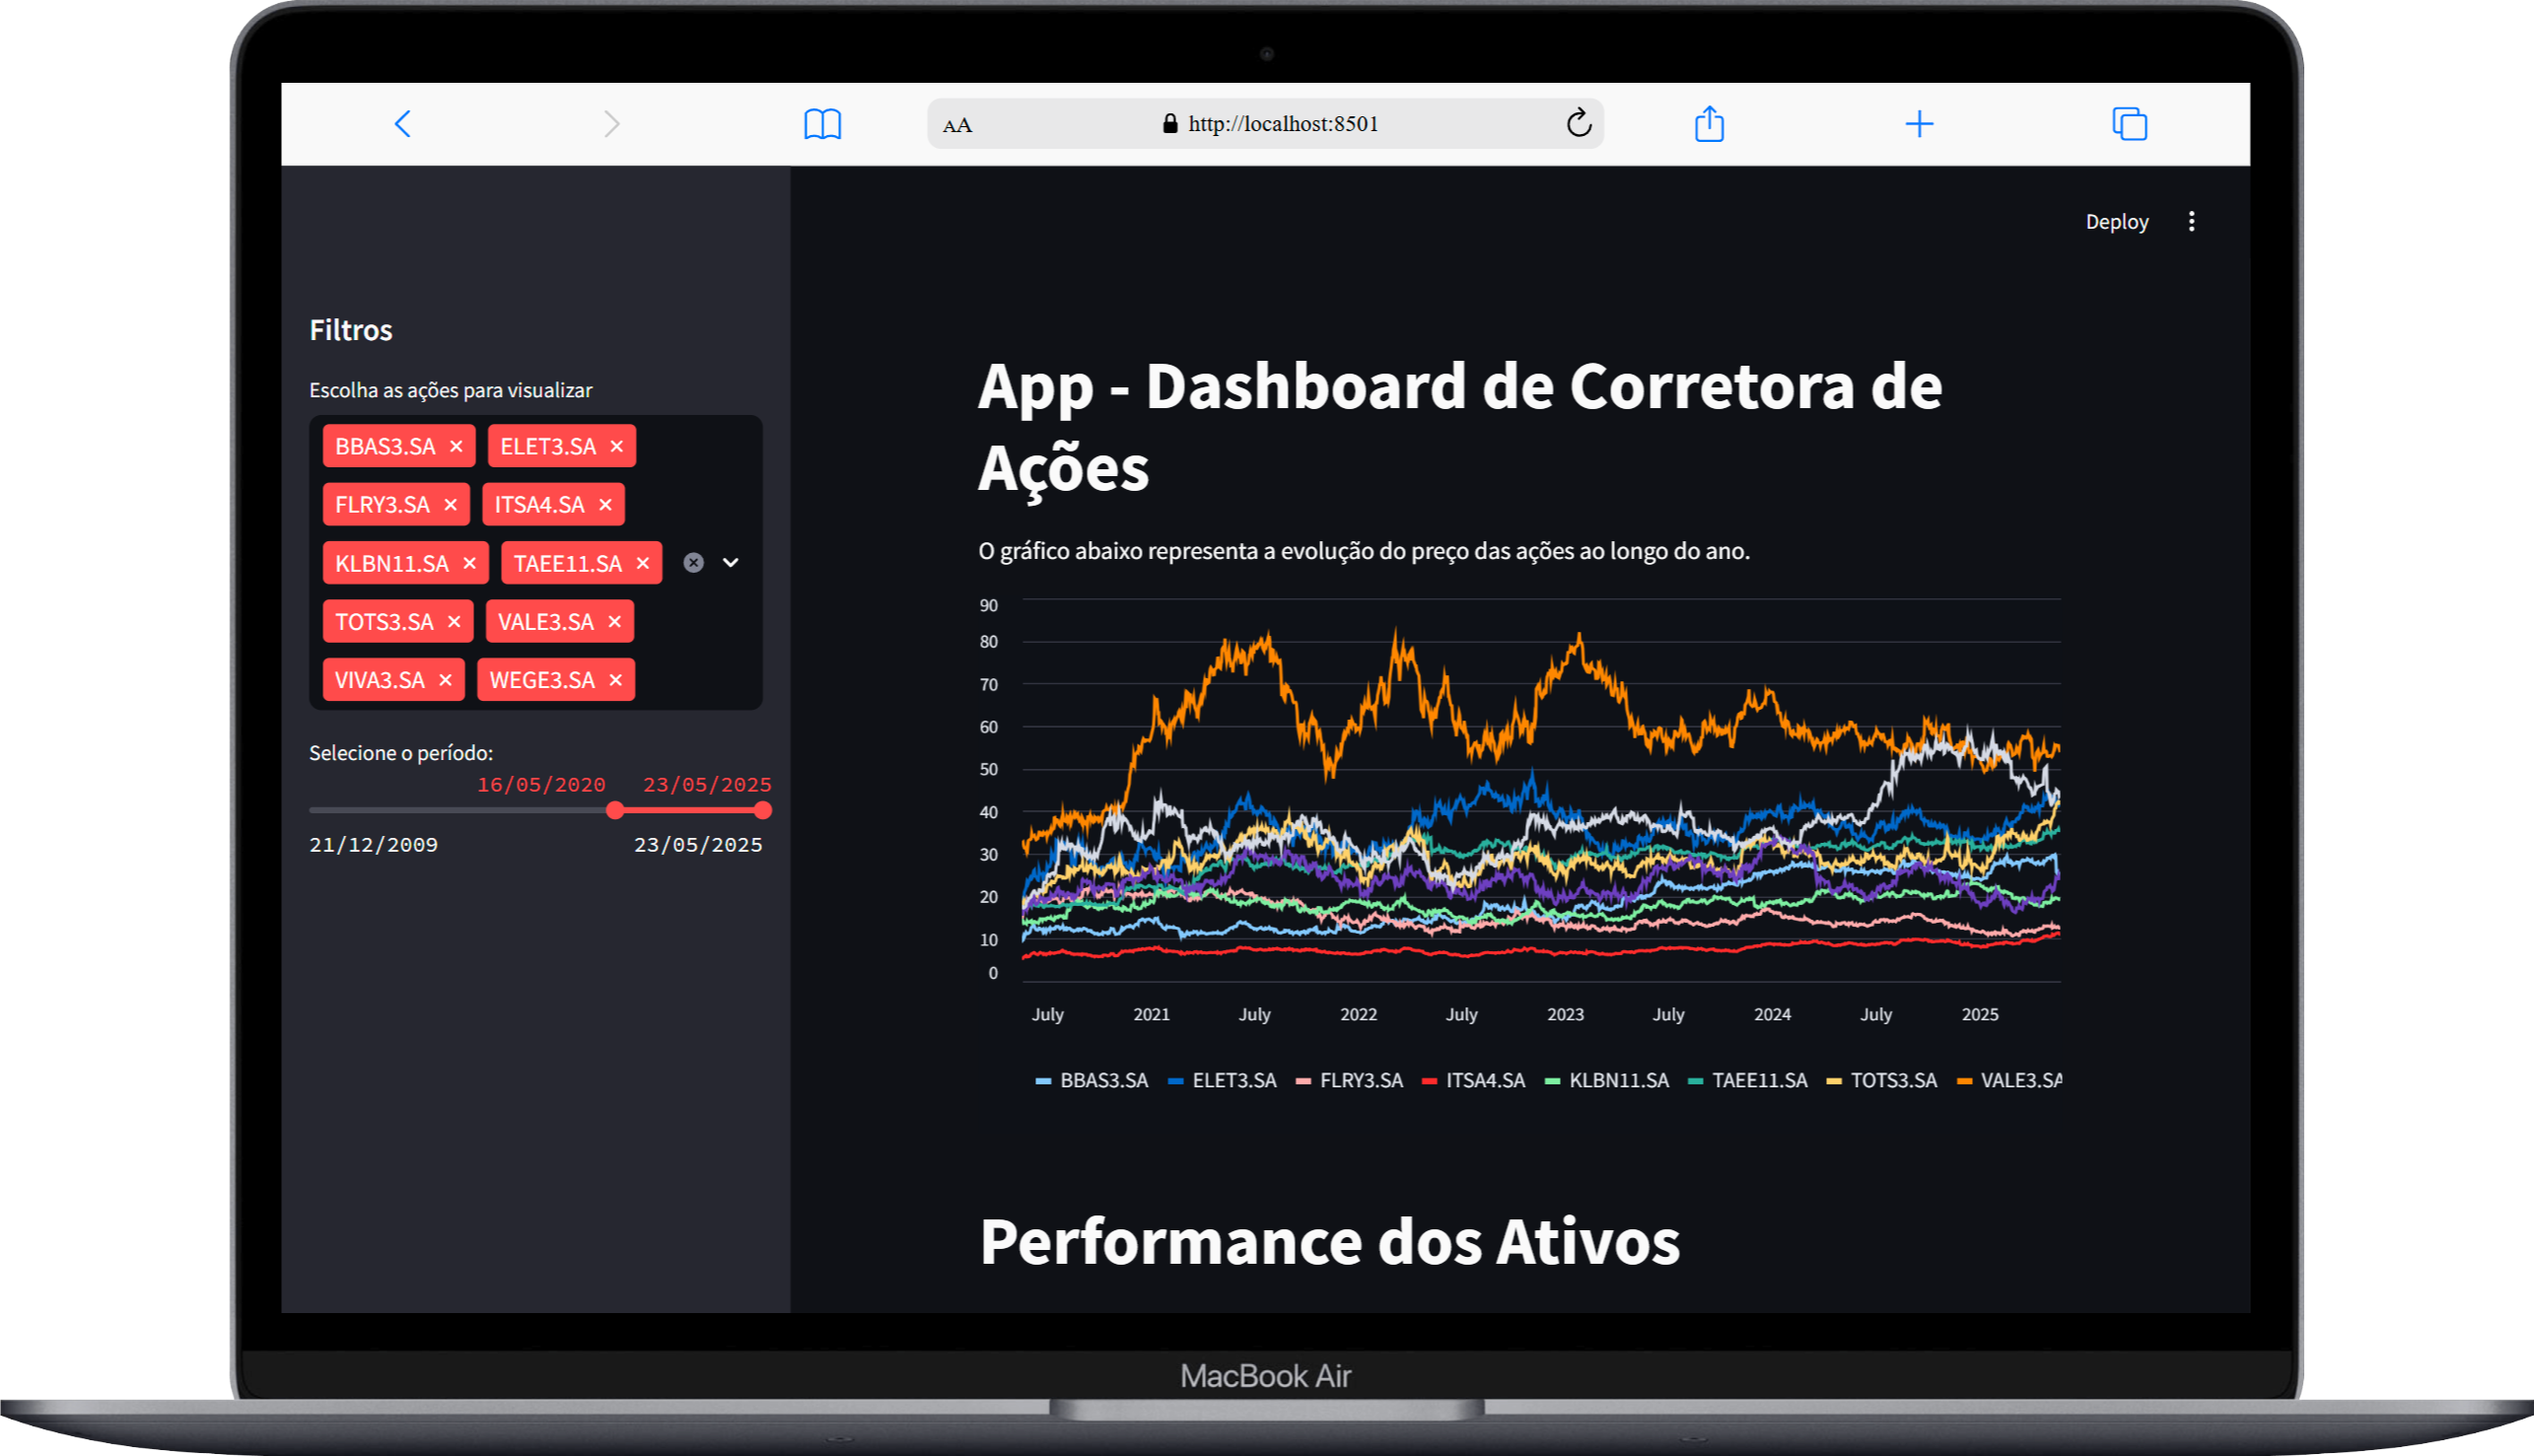 AA http://localhost:8501
Deploy
Filtros
Escolha as ações para visualizar
BBAS3.SA ELET3.SA
FLRY3.SA ITSA4.SA
KLBN11.SA TAEE11.SA
TOTS3.SA VALE3.SA
VIVA3.SA WEGE3.SA
Selecione o período:
16/05/2020 23/05/2025
21/12/2009 23/05/2025
App - Dashboard de Corretora de
Ações
O gráfico abaixo representa a evolução do preço das ações ao longo do ano.
90
80
70
60
50
40
30
20
10
0
July 2021 July 2022 July 2023 July 2024 July 2025
BBAS3.SA ELET3.SA FLRY3.SA ITSA4.SA KLBN11.SA TAEE11.SA TOTS3.SA VALE3.SA
Performance dos Ativos
MacBook Air